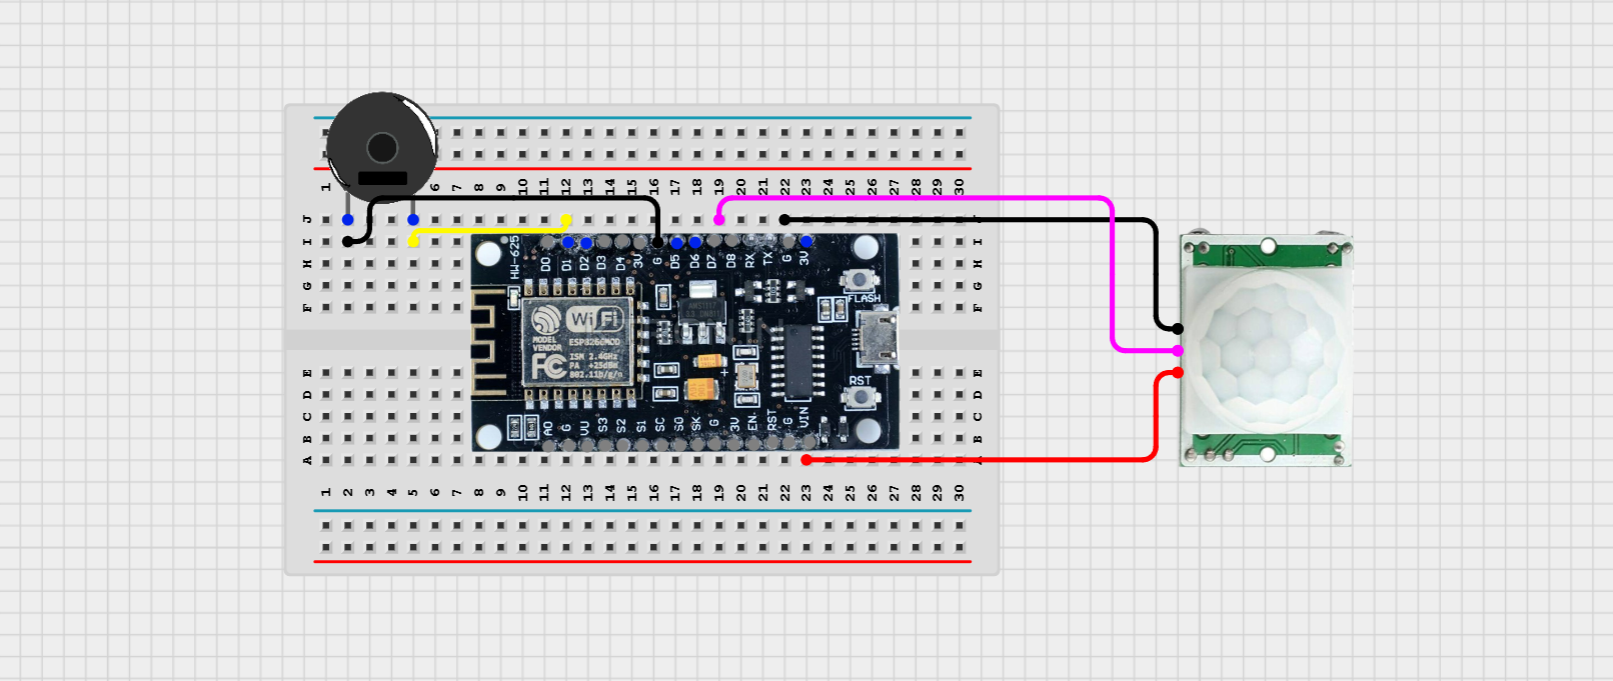 1 2 3 4 5 6 7 8 9 10 11 12 13 14 15 16 17 18 19 20 21 22 23 24 25 26 27 28 29 30
J
I I
H H
G G
F F
HW-625
D0 D1 D2 D3 D4 3V G D5 D6 D7 D8 RX TX G 3V
FLASH
WiFi
MODEL
VENDOR
ESP8266MOD
FC
ISM 2.4GHz
PA +25dBm
802.11b/g/n
RST
E E
D D
C C
B B
A
A0 G VU S3 S2 S1 SC S0 SK G 3V EN RST G VIN
1 2 3 4 5 6 7 8 9 10 11 12 13 14 15 16 17 18 19 20 21 22 23 24 25 26 27 28 29 30